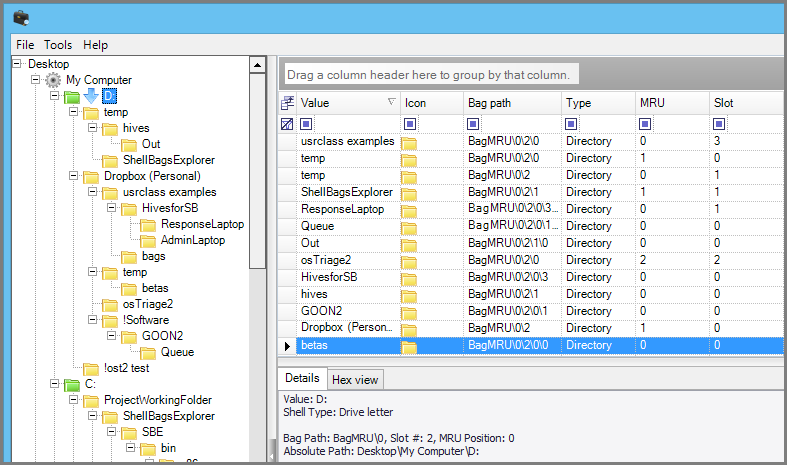 File Tools Help
Desktop
My Computer
D:
temp
hives
Out
ShellBagsExplorer
Dropbox (Personal)
usrclass examples
HivesforSB
ResponseLaptop
AdminLaptop
bags
temp
betas
osTriage2
!Software
GOON2
Queue
!ost2 test
C:
ProjectWorkingFolder
ShellBagsExplorer
SBE
bin
Drag a column header here to group by that column.
Value Icon Bag path Type MRU Slot
usrclass examples BagMRU\0\2\0 Directory 0 3
temp BagMRU\0\2\0 Directory 1 0
temp BagMRU\0\2 Directory 0 1
ShellBagsExplorer BagMRU\0\2\1 Directory 1 1
ResponseLaptop BagMRU\0\2\0\3... Directory 0 1
Queue BagMRU\0\2\0\1... Directory 0 0
Out BagMRU\0\2\1\0 Directory 0 0
osTriage2 BagMRU\0\2\0 Directory 2 2
HivesforSB BagMRU\0\2\0\3 Directory 0 0
hives BagMRU\0\2\1 Directory 0 0
GOON2 BagMRU\0\2\0\1 Directory 0 0
Dropbox (Person... BagMRU\0\2 Directory 1 0
betas BagMRU\0\2\0\0 Directory 0 0
Details Hex view
Value: D:
Shell Type: Drive letter
Bag Path: BagMRU\0, Slot #: 2, MRU Position: 0
Absolute Path: Desktop\My Computer\D: